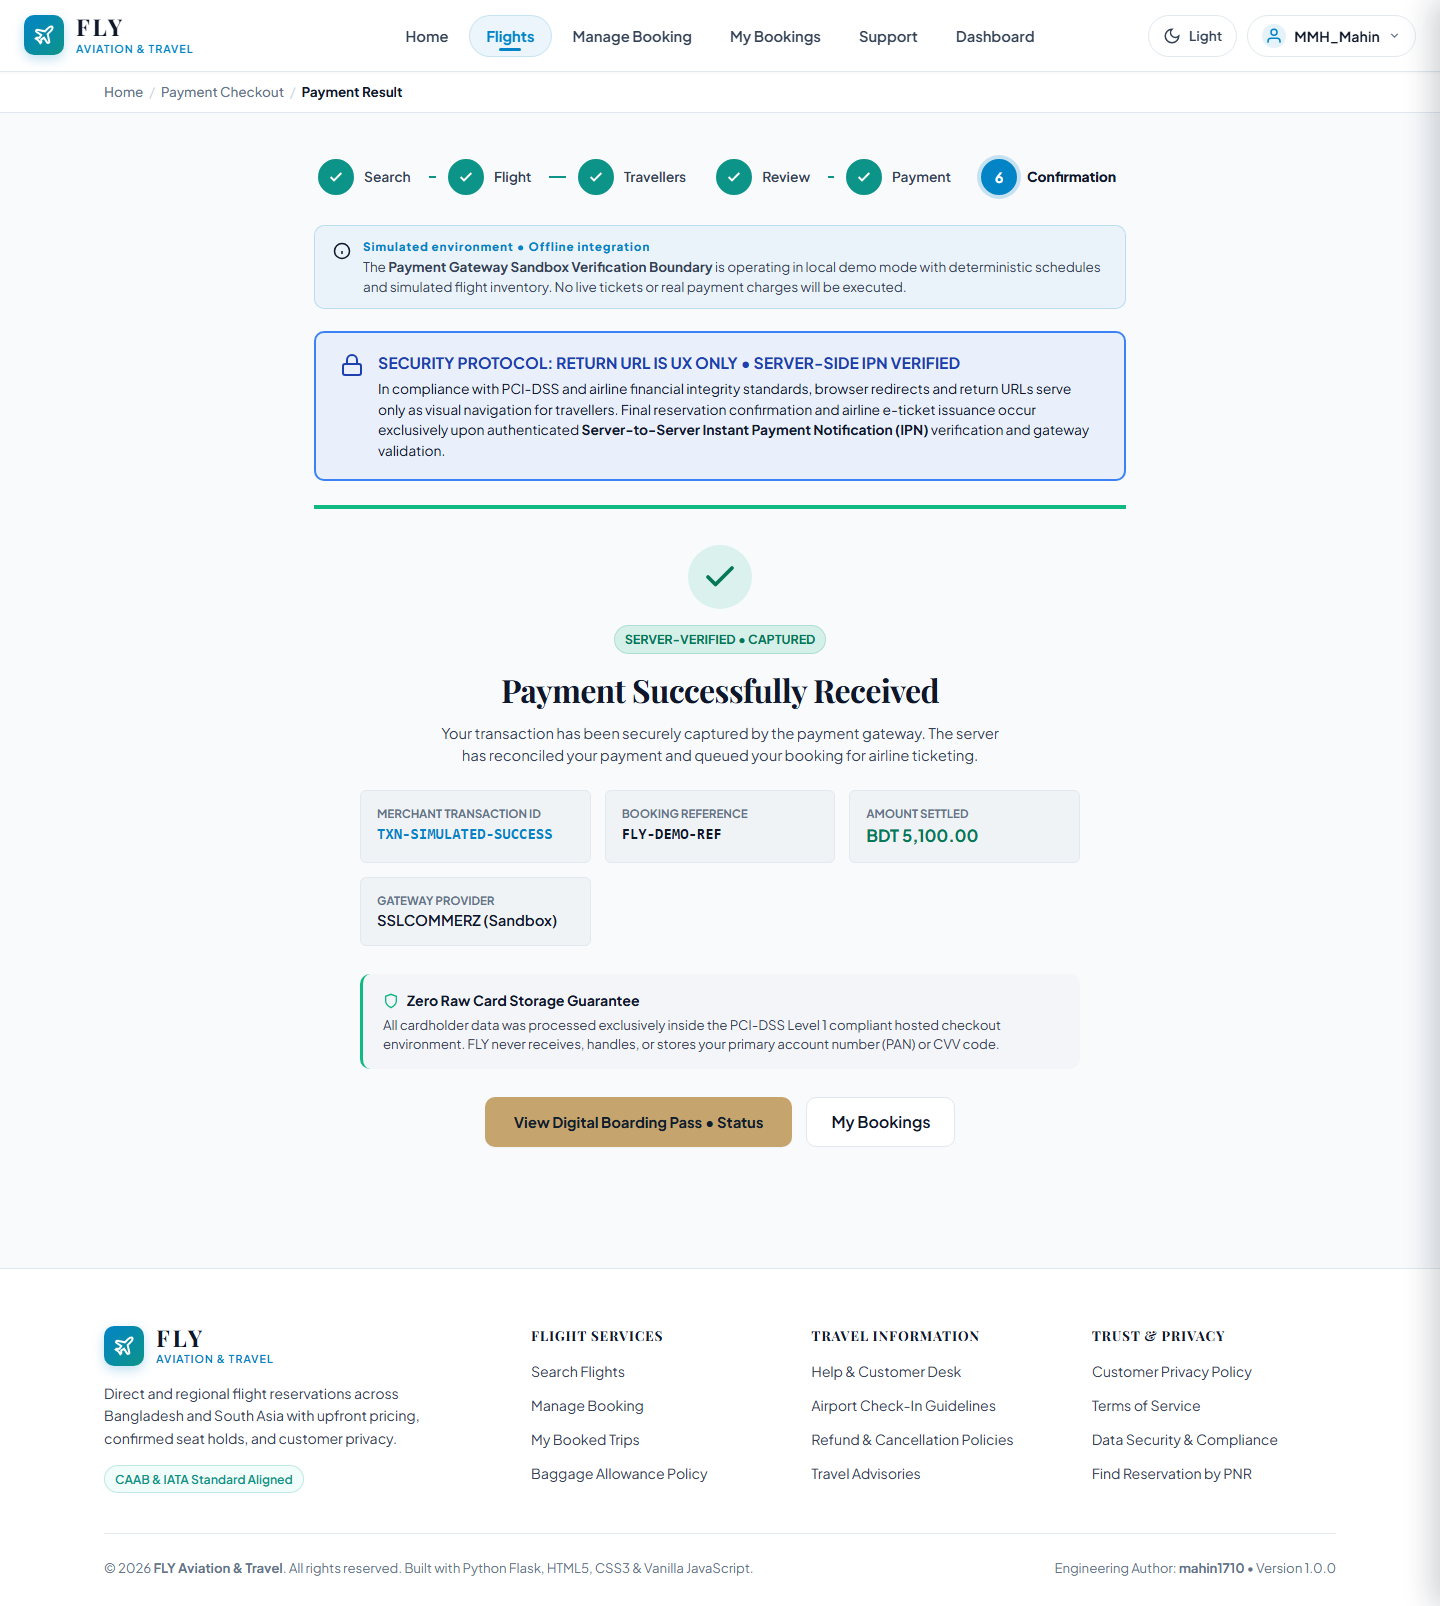 FLY
AVIATION & TRAVEL
Home
Flights
Manage Booking
My Bookings
Support
Dashboard
Light
MMH_Mahin
Home / Payment Checkout / Payment Result
Search
Flight
Travellers
Review
Payment
6
Confirmation
Simulated environment • Offline integration
The Payment Gateway Sandbox Verification Boundary is operating in local demo mode with deterministic schedules
and simulated flight inventory. No live tickets or real payment charges will be executed.
SECURITY PROTOCOL: RETURN URL IS UX ONLY • SERVER-SIDE IPN VERIFIED
In compliance with PCI-DSS and airline financial integrity standards, browser redirects and return URLs serve
only as visual navigation for travellers. Final reservation confirmation and airline e-ticket issuance occur
exclusively upon authenticated Server-to-Server Instant Payment Notification (IPN) verification and gateway
validation.
SERVER-VERIFIED • CAPTURED
Payment Successfully Received
Your transaction has been securely captured by the payment gateway. The server
has reconciled your payment and queued your booking for airline ticketing.
MERCHANT TRANSACTION ID
TXN-SIMULATED-SUCCESS
BOOKING REFERENCE
FLY-DEMO-REF
AMOUNT SETTLED
BDT 5,100.00
GATEWAY PROVIDER
SSLCOMMERZ (Sandbox)
Zero Raw Card Storage Guarantee
All cardholder data was processed exclusively inside the PCI-DSS Level 1 compliant hosted checkout
environment. FLY never receives, handles, or stores your primary account number (PAN) or CVV code.
View Digital Boarding Pass • Status
My Bookings
FLY
AVIATION & TRAVEL
Direct and regional flight reservations across
Bangladesh and South Asia with upfront pricing,
confirmed seat holds, and customer privacy.
CAAB & IATA Standard Aligned
FLIGHT SERVICES
Search Flights
Manage Booking
My Booked Trips
Baggage Allowance Policy
TRAVEL INFORMATION
Help & Customer Desk
Airport Check-In Guidelines
Refund & Cancellation Policies
Travel Advisories
TRUST & PRIVACY
Customer Privacy Policy
Terms of Service
Data Security & Compliance
Find Reservation by PNR
© 2026 FLY Aviation & Travel. All rights reserved. Built with Python Flask, HTML5, CSS3 & Vanilla JavaScript.
Engineering Author: mahin1710 • Version 1.0.0